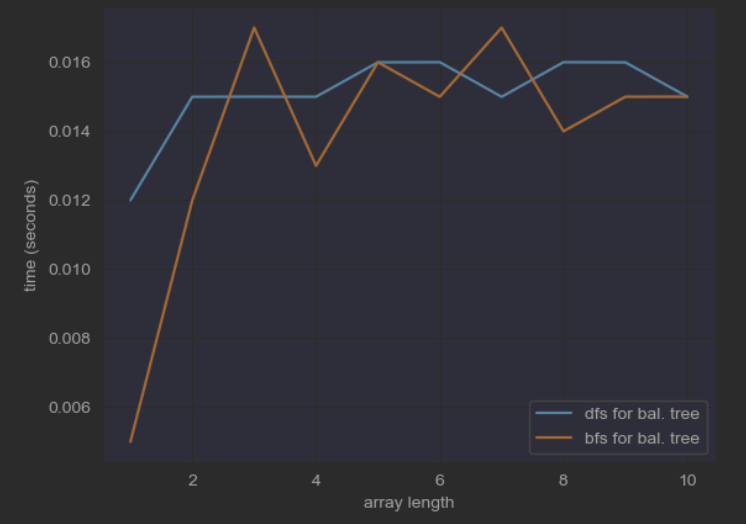 0.016
0.014
0.012
0.010
0.008
0.006
time (seconds)
dfs for bal. tree
bfs for bal. tree
2 4 6 8 10
array length